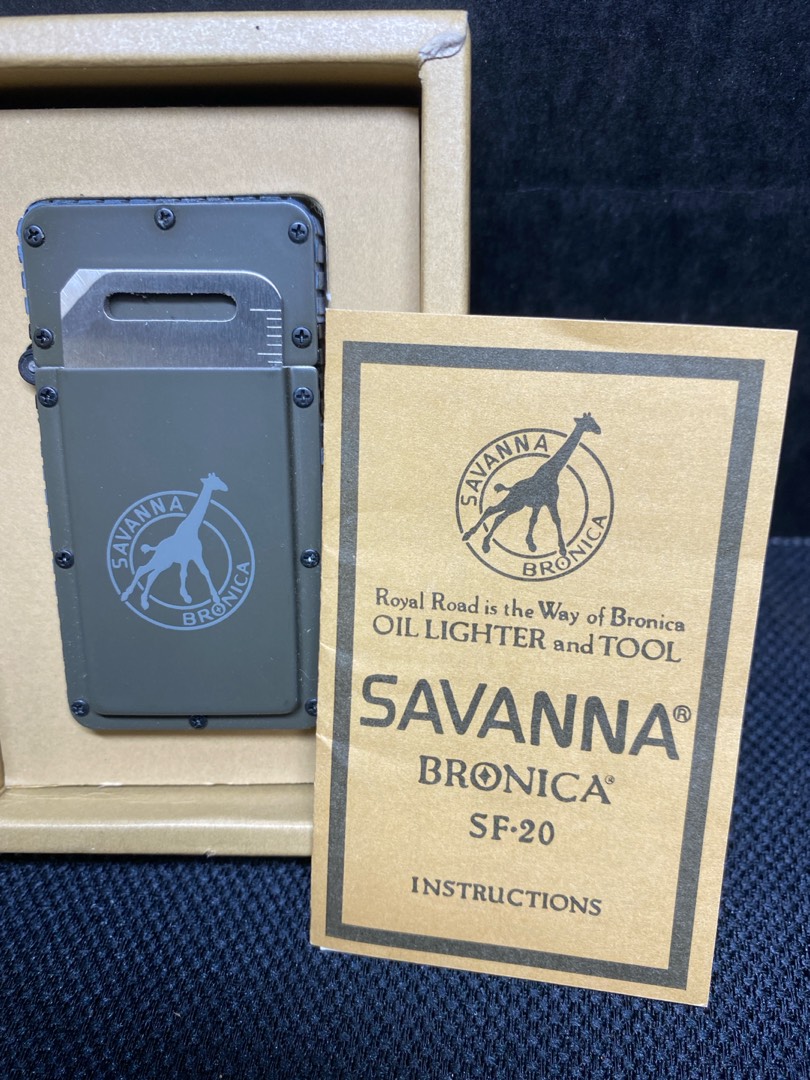 SAVANNA
BRONICA
SAVANNA
BRONICA
Royal Road is the Way of Bronica
OIL LIGHTER and TOOL
SAVANNA®
BRONICA®
SF·20
INSTRUCTIONS